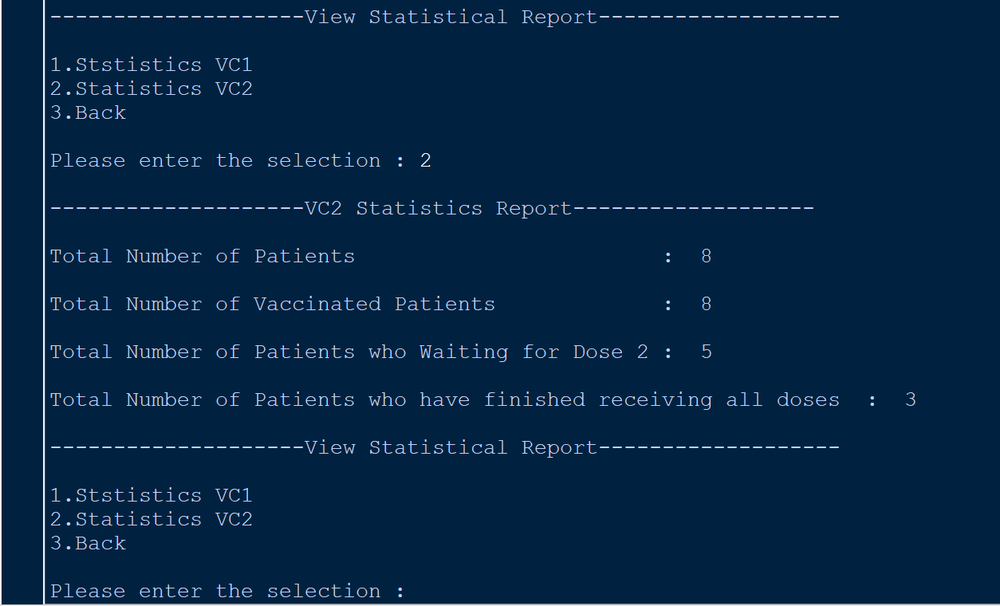 --------------------View Statistical Report-------------------
1.Ststistics VC1
2.Statistics VC2
3.Back
Please enter the selection : 2
--------------------VC2 Statistics Report-------------------
Total Number of Patients                        :  8
Total Number of Vaccinated Patients             :  8
Total Number of Patients who Waiting for Dose 2 :  5
Total Number of Patients who have finished receiving all doses  :  3
--------------------View Statistical Report-------------------
1.Ststistics VC1
2.Statistics VC2
3.Back
Please enter the selection :